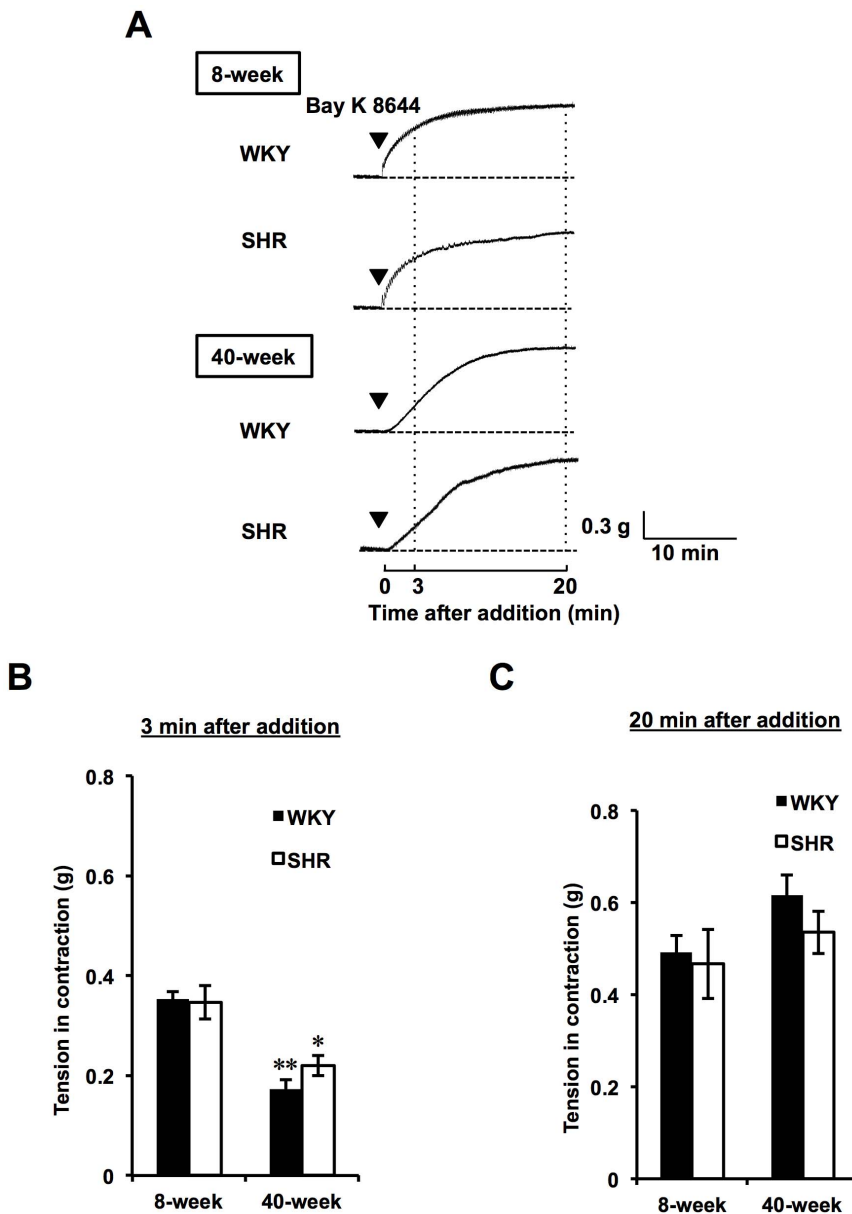 A
8-week
Bay K 8644
WKY
SHR
40-week
WKY
SHR
0.3 g
10 min
0 3 20
Time after addition (min)
B
3 min after addition
Tension in contraction (g)
0.8
0.6
0.4
0.2
0
WKY
SHR
**
*
8-week 40-week
C
20 min after addition
Tension in contraction (g)
0.8
0.6
0.4
0.2
0
WKY
SHR
8-week 40-week